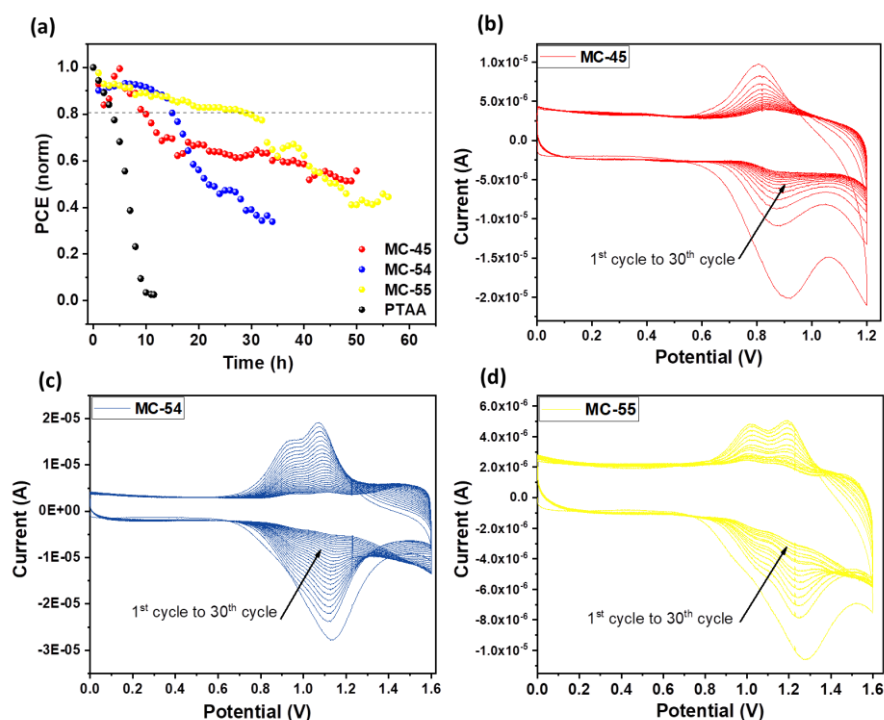 (a)
PCE (norm)
1.0
0.8
0.6
0.4
0.2
0.0
MC-45
MC-54
MC-55
PTAA
0 10 20 30 40 50 60
Time (h)
(b)
MC-45
Current (A)
1.0x10⁻⁵
5.0x10⁻⁶
0.0
-5.0x10⁻⁶
-1.0x10⁻⁵
-1.5x10⁻⁵
-2.0x10⁻⁵
1ˢᵗ cycle to 30ᵗʰ cycle
0.0 0.2 0.4 0.6 0.8 1.0 1.2
Potential (V)
(c)
MC-54
Current (A)
2E-05
1E-05
0E+00
-1E-05
-2E-05
-3E-05
1ˢᵗ cycle to 30ᵗʰ cycle
0.0 0.2 0.4 0.6 0.8 1.0 1.2 1.4 1.6
Potential (V)
(d)
MC-55
Current (A)
6.0x10⁻⁶
4.0x10⁻⁶
2.0x10⁻⁶
0.0
-2.0x10⁻⁶
-4.0x10⁻⁶
-6.0x10⁻⁶
-8.0x10⁻⁶
-1.0x10⁻⁵
1ˢᵗ cycle to 30ᵗʰ cycle
0.0 0.2 0.4 0.6 0.8 1.0 1.2 1.4 1.6
Potential (V)